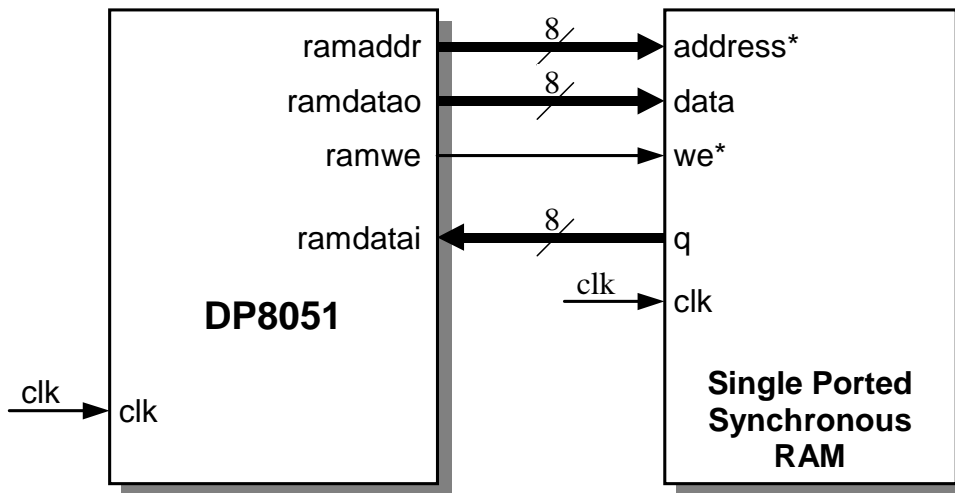 ramaddr 8 address*
ramdatao 8 data
ramwe we*
ramdatai 8 q
clk clk
DP8051
clk clk
Single Ported
Synchronous
RAM